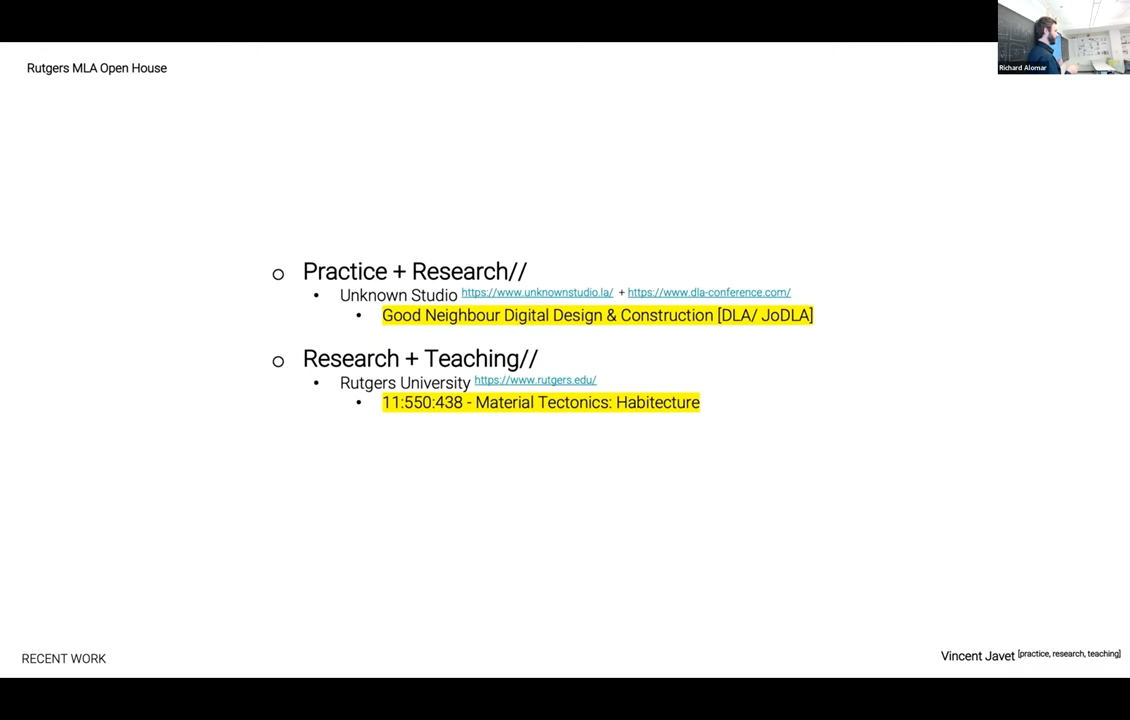 Rutgers MLA Open House
Richard Alomar
Practice + Research//
Unknown Studio https://www.unknownstudio.la/ + https://www.dla-conference.com/
Good Neighbour Digital Design & Construction [DLA/ JoDLA]
Research + Teaching//
Rutgers University https://www.rutgers.edu/
11:550:438 - Material Tectonics: Habitecture
RECENT WORK
Vincent Javet [practice, research, teaching]